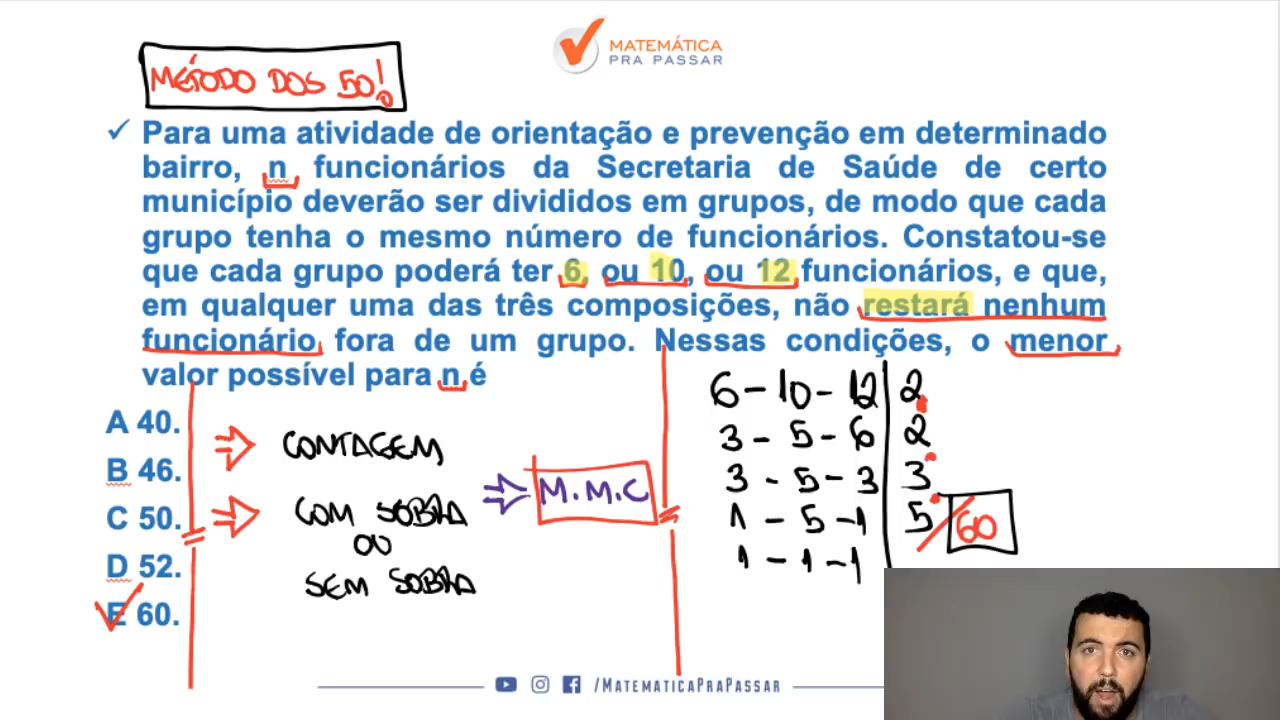 MATEMÁTICA
PRA PASSAR
MÉTODO DOS 50!
✓ Para uma atividade de orientação e prevenção em determinado
bairro, n funcionários da Secretaria de Saúde de certo
município deverão ser divididos em grupos, de modo que cada
grupo tenha o mesmo número de funcionários. Constatou-se
que cada grupo poderá ter 6, ou 10, ou 12 funcionários, e que,
em qualquer uma das três composições, não restará nenhum
funcionário fora de um grupo. Nessas condições, o menor
valor possível para n é
A 40.
B 46.
C 50.
D 52.
E 60.
⇒ CONTAGEM
⇒ COM SOBRA
OU
SEM SOBRA
⇒ M.M.C
6 – 10 – 12 | 2
3 – 5 – 6 | 2
3 – 5 – 3 | 3
1 – 5 – 1 | 5 / 60
1 – 1 – 1
/MATEMATICAPRAPASSAR